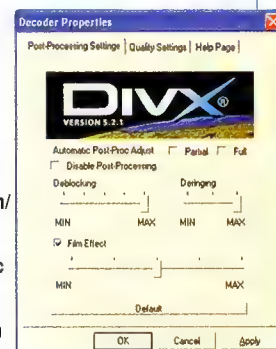 Decoder Properties
Post-Processing Settings Quality Settings Help Page
DIVX®
VERSION 5.2.1
Automatic Post-Proc Adjust Partial Full
Disable Post-Processing
Deblocking Deringing
MIN MAX MIN MAX
Film Effect
MIN MAX
Default
OK Cancel Apply